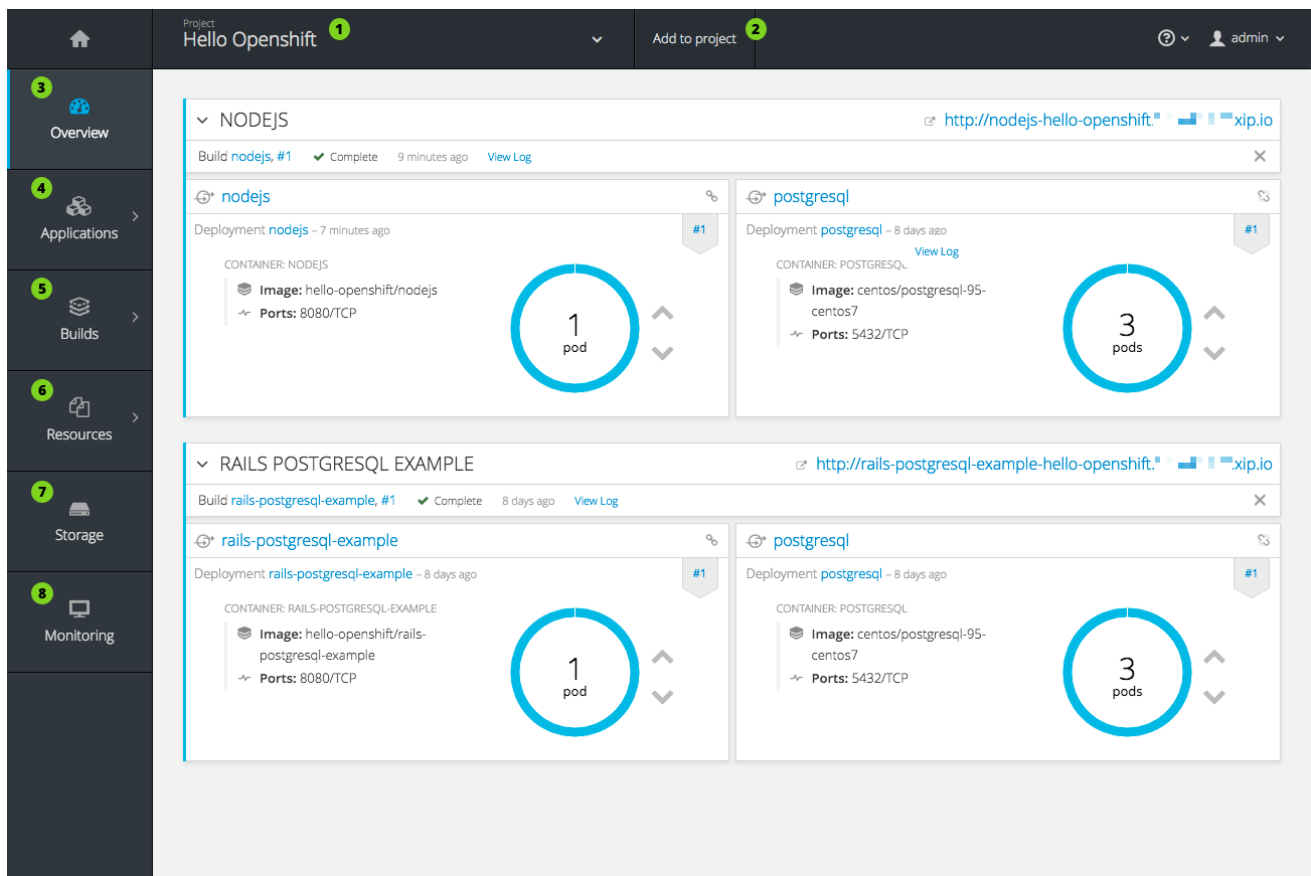 Project
Hello Openshift 1
Add to project 2
admin
3
Overview
4
Applications
5
Builds
6
Resources
7
Storage
8
Monitoring
NODEJS
http://nodejs-hello-openshift. xip.io
Build nodejs, #1 Complete 9 minutes ago View Log
nodejs
Deployment nodejs – 7 minutes ago
#1
CONTAINER: NODEJS
Image: hello-openshift/nodejs
Ports: 8080/TCP
1
pod
postgresql
Deployment postgresql – 8 days ago
#1
View Log
CONTAINER: POSTGRESQL
Image: centos/postgresql-95-
centos7
Ports: 5432/TCP
3
pods
RAILS POSTGRESQL EXAMPLE
http://rails-postgresql-example-hello-openshift. xip.io
Build rails-postgresql-example, #1 Complete 8 days ago View Log
rails-postgresql-example
Deployment rails-postgresql-example – 8 days ago
#1
CONTAINER: RAILS-POSTGRESQL-EXAMPLE
Image: hello-openshift/rails-
postgresql-example
Ports: 8080/TCP
1
pod
postgresql
Deployment postgresql – 8 days ago
#1
CONTAINER: POSTGRESQL
Image: centos/postgresql-95-
centos7
Ports: 5432/TCP
3
pods